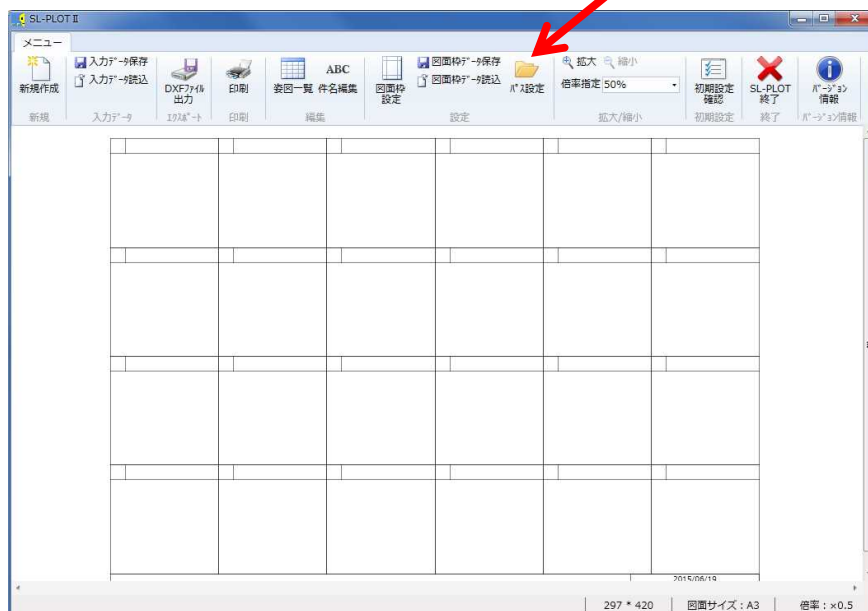 SL-PLOTⅡ
メニュー
新規作成
入力ﾃﾞｰﾀ保存
入力ﾃﾞｰﾀ読込
DXFﾌｧｲﾙ
出力
印刷
姿図一覧
ABC
件名編集
図面枠
設定
図面枠ﾃﾞｰﾀ保存
図面枠ﾃﾞｰﾀ読込
ﾊﾟｽ設定
拡大 縮小
倍率指定 50%
初期設定
確認
SL-PLOT
終了
ﾊﾞｰｼﾞｮﾝ
情報
新規 入力ﾃﾞｰﾀ ｴｸｽﾎﾟｰﾄ 印刷 編集 設定 拡大/縮小 初期設定 終了 ﾊﾞｰｼﾞｮﾝ情報
2015/06/19
297 * 420 図面サイズ：A3 倍率：×0.5